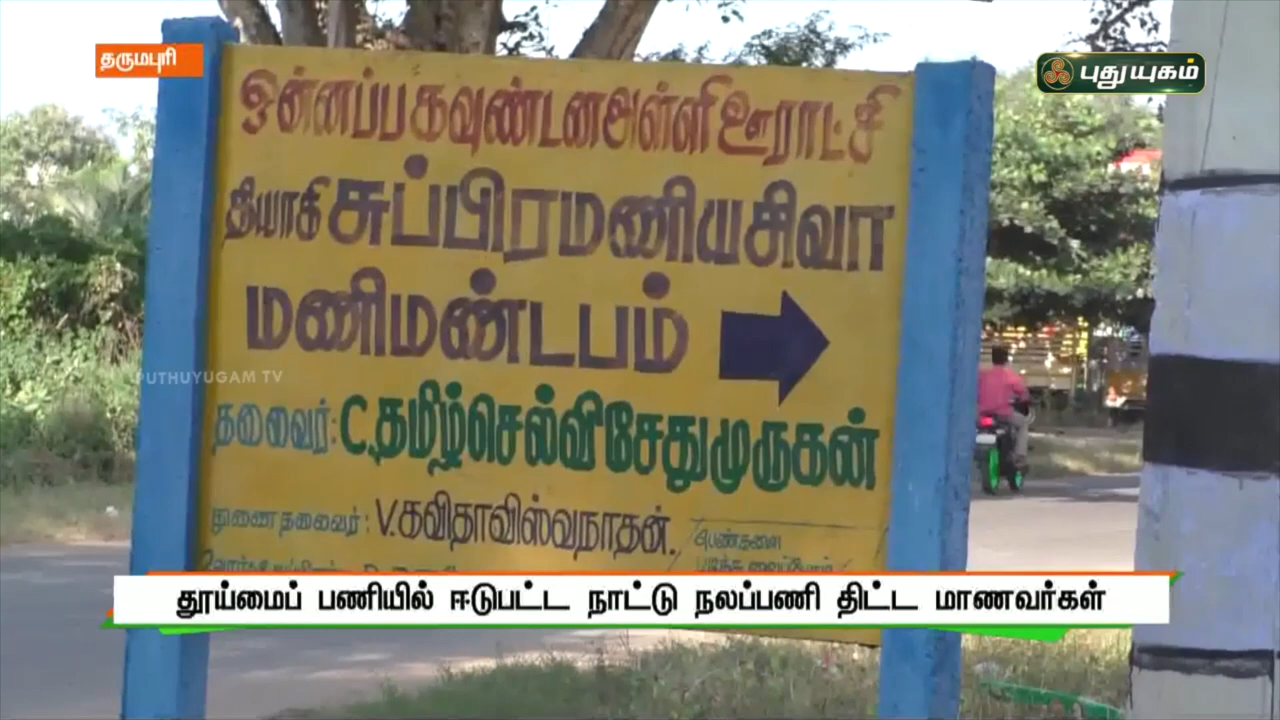 தருமபுரி
புதுயுகம்
ஒன்னப்பகவுண்டனஅள்ளி ஊராட்சி
தியாகி சுப்பிரமணியசிவா
மணிமண்டபம்
PUTHUYUGAM TV
தலைவர்: C.தமிழ்செல்விசேதுமுருகன்
துணைதலைவர்: V.கவிதாவிஸ்வநாதன்.
தூய்மைப் பணியில் ஈடுபட்ட நாட்டு நலப்பணி திட்ட மாணவர்கள்